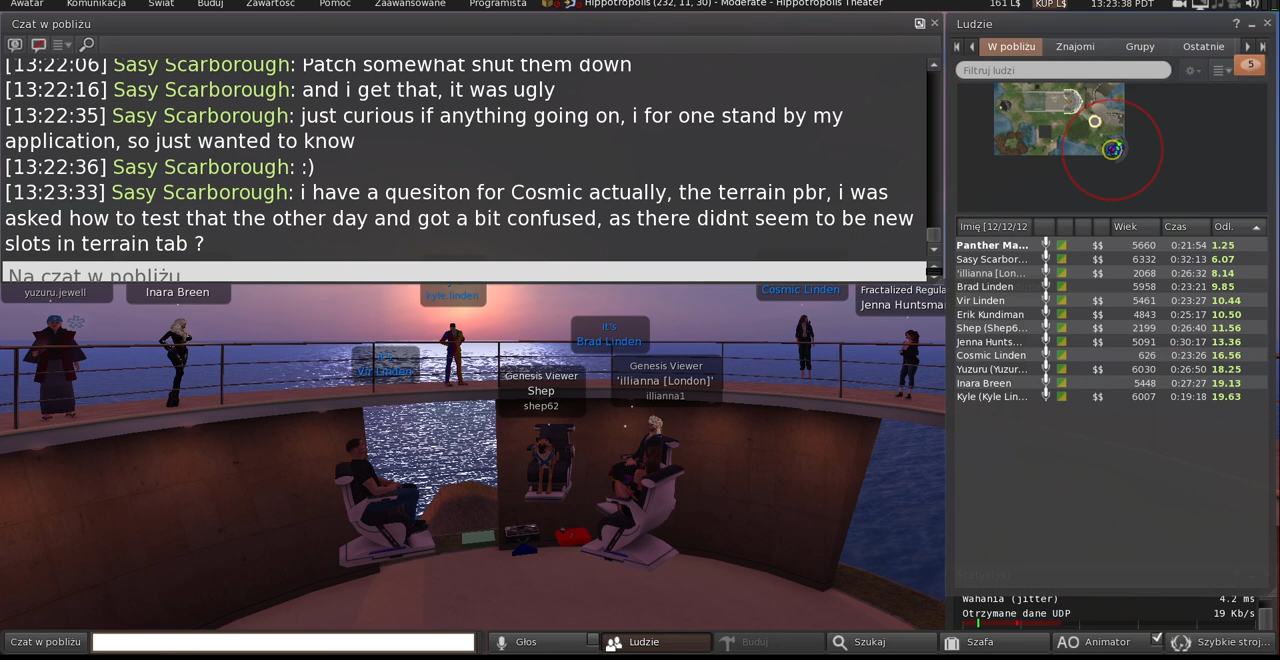 Awatar Komunikacja Świat Buduj Zawartość Pomoc Zaawansowane Programista Hippotropolis (232, 11, 30) - Moderate - Hippotropolis Theater 161 L$ KUP L$ 13:23:38 PDT
Czat w pobliżu
[13:22:06] Sasy Scarborough: Patch somewhat shut them down
[13:22:16] Sasy Scarborough: and i get that, it was ugly
[13:22:35] Sasy Scarborough: just curious if anything going on, i for one stand by my
application, so just wanted to know
[13:22:36] Sasy Scarborough: :)
[13:23:33] Sasy Scarborough: i have a quesiton for Cosmic actually, the terrain pbr, i was
asked how to test that the other day and got a bit confused, as there didnt seem to be new
slots in terrain tab ?
Na czat w pobliżu
yuzuru.jewell
Inara Breen
kyle.linden
Cosmic Linden
Fractalized Regula
Jenna Huntsma
It's
Brad Linden
Vir Linden
Genesis Viewer
Shep
shep62
Genesis Viewer
'illianna [London]'
illianna1
Ludzie
? _ ×
W pobliżu Znajomi Grupy Ostatnie
5
Filtruj ludzi
Imię [12/12/12 Wiek Czas Odl.
Panther Ma... $$ 5660 0:21:54 1.25
Sasy Scarbor... $$ 6332 0:32:13 6.07
'illianna [Lon... $$ 2068 0:26:32 8.14
Brad Linden 5958 0:23:21 9.85
Vir Linden $$ 5461 0:23:27 10.44
Erik Kundiman $$ 4843 0:25:17 10.50
Shep (Shep6... $$ 2199 0:26:40 11.56
Jenna Hunts... $$ 5091 0:30:17 13.36
Cosmic Linden 626 0:23:26 16.56
Yuzuru (Yuzur... $$ 6030 0:26:50 18.25
Inara Breen 5448 0:27:27 19.13
Kyle (Kyle Lin... $$ 6007 0:19:18 19.63
Wahania (jitter) 4.2 ms
Otrzymane dane UDP 19 Kb/s
Czat w pobliżu Głos Ludzie Buduj Szukaj Szafa AO Animator Szybkie stroj...